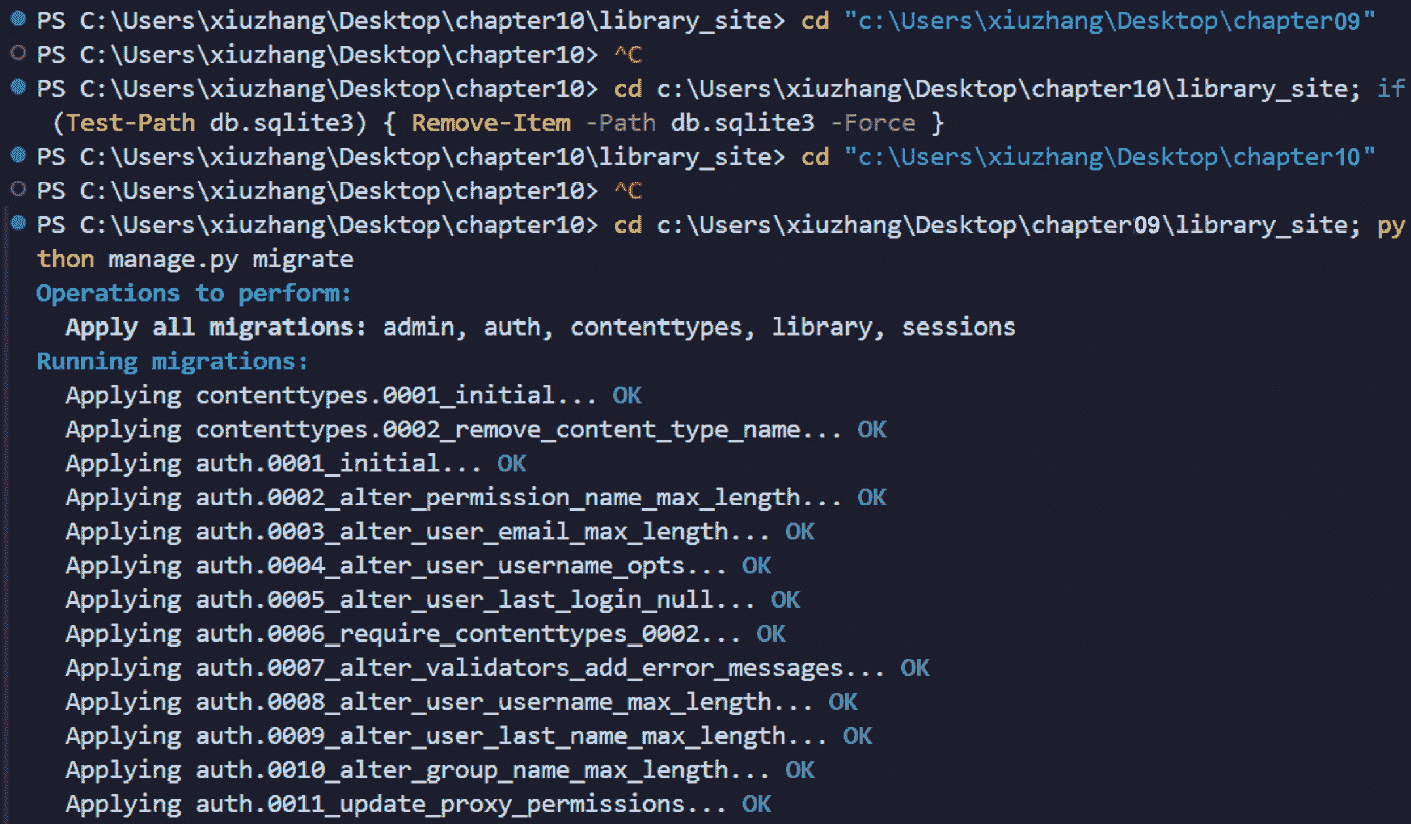 PS C:\Users\xiuzhang\Desktop\chapter10\library_site> cd "c:\Users\xiuzhang\Desktop\chapter09"
PS C:\Users\xiuzhang\Desktop\chapter10> ^C
PS C:\Users\xiuzhang\Desktop\chapter10> cd c:\Users\xiuzhang\Desktop\chapter10\library_site; if
(Test-Path db.sqlite3) { Remove-Item -Path db.sqlite3 -Force }
PS C:\Users\xiuzhang\Desktop\chapter10\library_site> cd "c:\Users\xiuzhang\Desktop\chapter10"
PS C:\Users\xiuzhang\Desktop\chapter10> ^C
PS C:\Users\xiuzhang\Desktop\chapter10> cd c:\Users\xiuzhang\Desktop\chapter09\library_site; py
thon manage.py migrate
Operations to perform:
Apply all migrations: admin, auth, contenttypes, library, sessions
Running migrations:
Applying contenttypes.0001_initial... OK
Applying contenttypes.0002_remove_content_type_name... OK
Applying auth.0001_initial... OK
Applying auth.0002_alter_permission_name_max_length... OK
Applying auth.0003_alter_user_email_max_length... OK
Applying auth.0004_alter_user_username_opts... OK
Applying auth.0005_alter_user_last_login_null... OK
Applying auth.0006_require_contenttypes_0002... OK
Applying auth.0007_alter_validators_add_error_messages... OK
Applying auth.0008_alter_user_username_max_length... OK
Applying auth.0009_alter_user_last_name_max_length... OK
Applying auth.0010_alter_group_name_max_length... OK
Applying auth.0011_update_proxy_permissions... OK